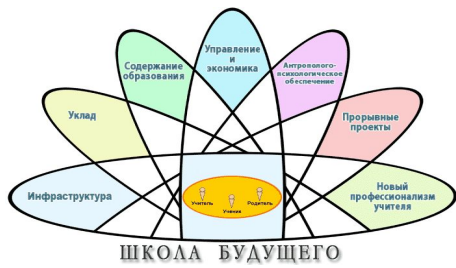 Управление
и
экономика
Содержание
образования
Антрополого-
психологическое
обеспечение
Уклад
Прорывные
проекты
Инфраструктура
Новый
профессионализм
учителя
Учитель
Ученик
Родитель
ШКОЛА БУДУЩЕГО